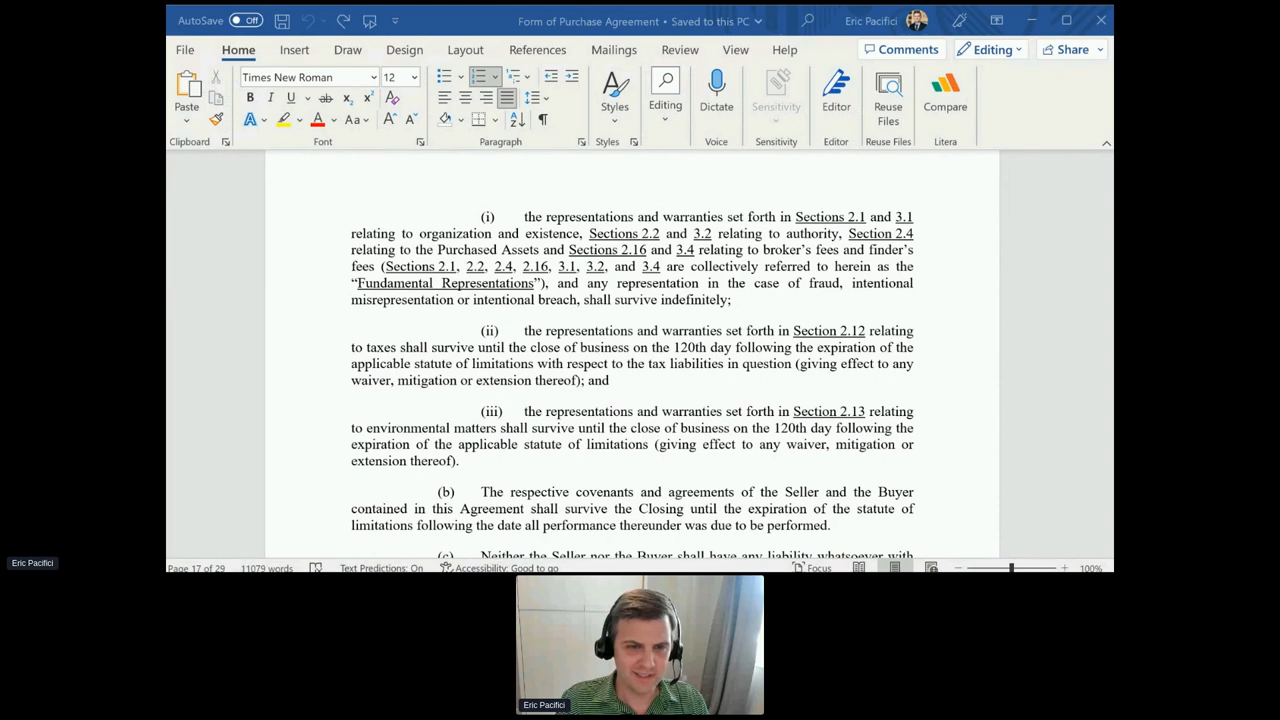 AutoSave Off Form of Purchase Agreement • Saved to this PC Eric Pacifici
File Home Insert Draw Design Layout References Mailings Review View Help Comments Editing Share
Times New Roman 12
Paste Styles Editing Dictate Sensitivity Editor Reuse Files Compare
Clipboard Font Paragraph Styles Voice Sensitivity Editor Reuse Files Litera
(i) the representations and warranties set forth in Sections 2.1 and 3.1
relating to organization and existence, Sections 2.2 and 3.2 relating to authority, Section 2.4
relating to the Purchased Assets and Sections 2.16 and 3.4 relating to broker’s fees and finder’s
fees (Sections 2.1, 2.2, 2.4, 2.16, 3.1, 3.2, and 3.4 are collectively referred to herein as the
“Fundamental Representations”), and any representation in the case of fraud, intentional
misrepresentation or intentional breach, shall survive indefinitely;
(ii) the representations and warranties set forth in Section 2.12 relating
to taxes shall survive until the close of business on the 120th day following the expiration of the
applicable statute of limitations with respect to the tax liabilities in question (giving effect to any
waiver, mitigation or extension thereof); and
(iii) the representations and warranties set forth in Section 2.13 relating
to environmental matters shall survive until the close of business on the 120th day following the
expiration of the applicable statute of limitations (giving effect to any waiver, mitigation or
extension thereof).
(b) The respective covenants and agreements of the Seller and the Buyer
contained in this Agreement shall survive the Closing until the expiration of the statute of
limitations following the date all performance thereunder was due to be performed.
(c) Neither the Seller nor the Buyer shall have any liability whatsoever with
Eric Pacifici
Page 17 of 29 11079 words Text Predictions: On Accessibility: Good to go Focus 100%
Eric Pacifici